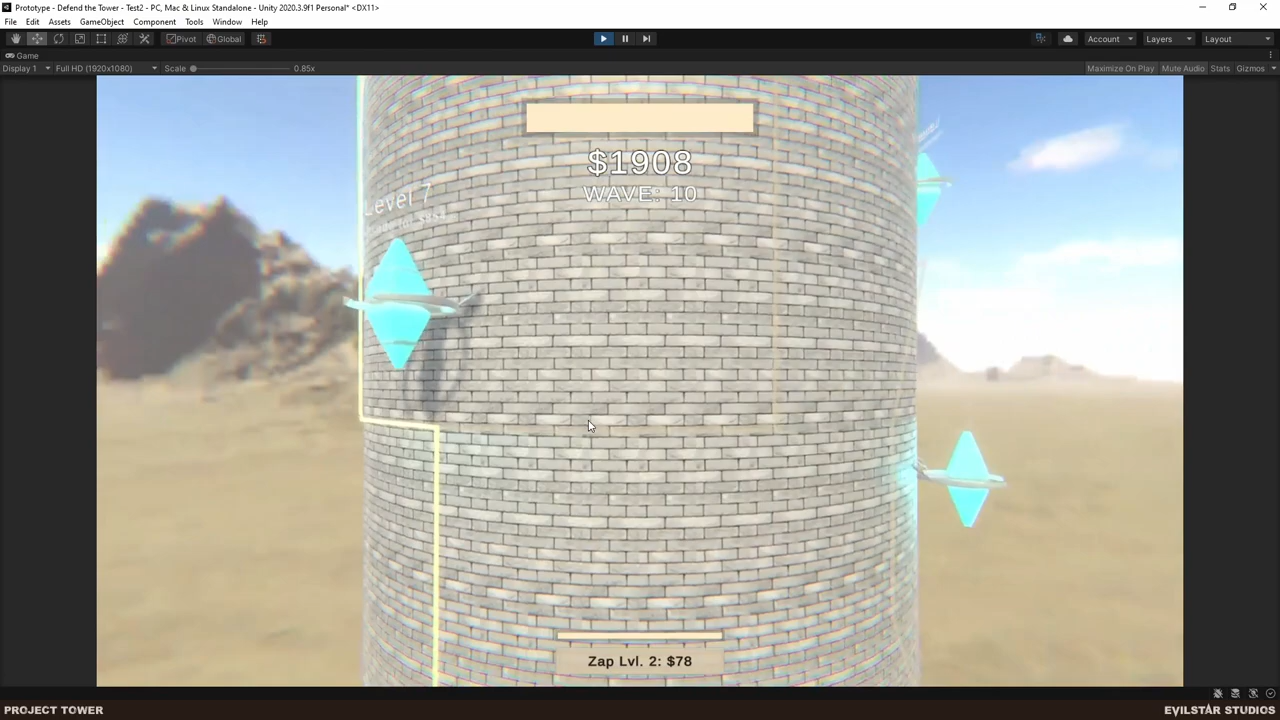 Prototype - Defend the Tower - Test2 - PC, Mac & Linux Standalone - Unity 2020.3.9f1 Personal* <DX11>
File Edit Assets GameObject Component Tools Window Help
Pivot Global Account Layers Layout
Game
Display 1 Full HD (1920x1080) Scale 0.85x Maximize On Play Mute Audio Stats Gizmos
$1908
WAVE: 10
Level 7
Zap Lvl. 2: $78
PROJECT TOWER EVILSTAR STUDIOS